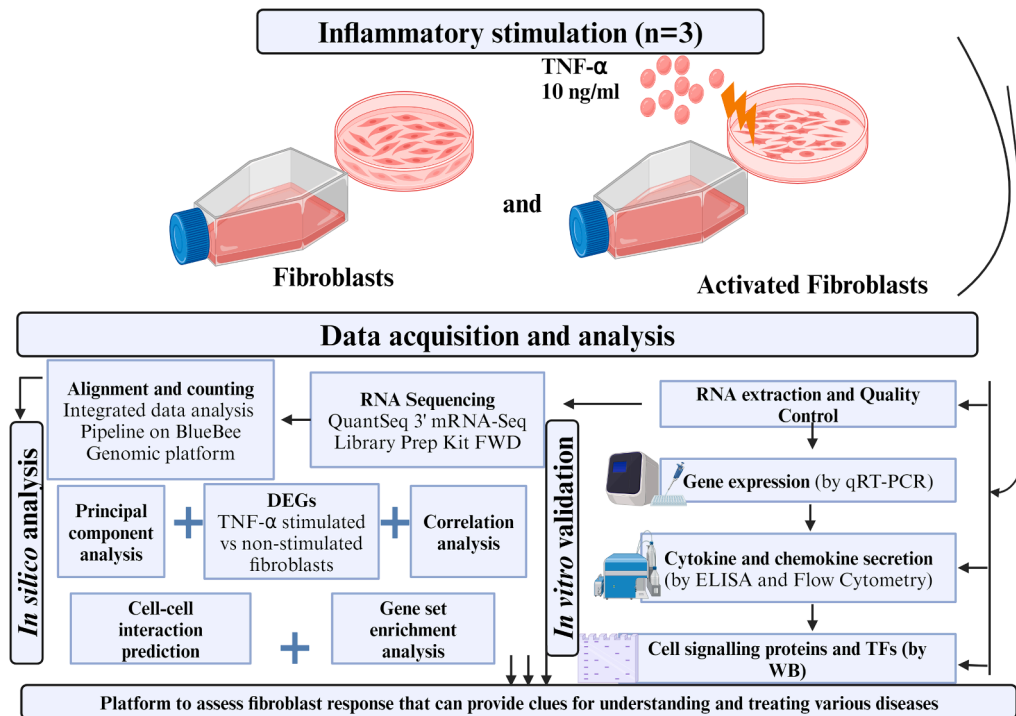 Inflammatory stimulation (n=3)
TNF-α
10 ng/ml
and
Fibroblasts
Activated Fibroblasts
Data acquisition and analysis
In silico analysis
Alignment and counting
Integrated data analysis
Pipeline on BlueBee
Genomic platform
RNA Sequencing
QuantSeq 3' mRNA-Seq
Library Prep Kit FWD
Principal
component
analysis
+
DEGs
TNF-α stimulated
vs non-stimulated
fibroblasts
+
Correlation
analysis
Cell-cell
interaction
prediction
+
Gene set
enrichment
analysis
In vitro validation
RNA extraction and Quality
Control
Gene expression (by qRT-PCR)
Cytokine and chemokine secretion
(by ELISA and Flow Cytometry)
Cell signalling proteins and TFs (by
WB)
Platform to assess fibroblast response that can provide clues for understanding and treating various diseases